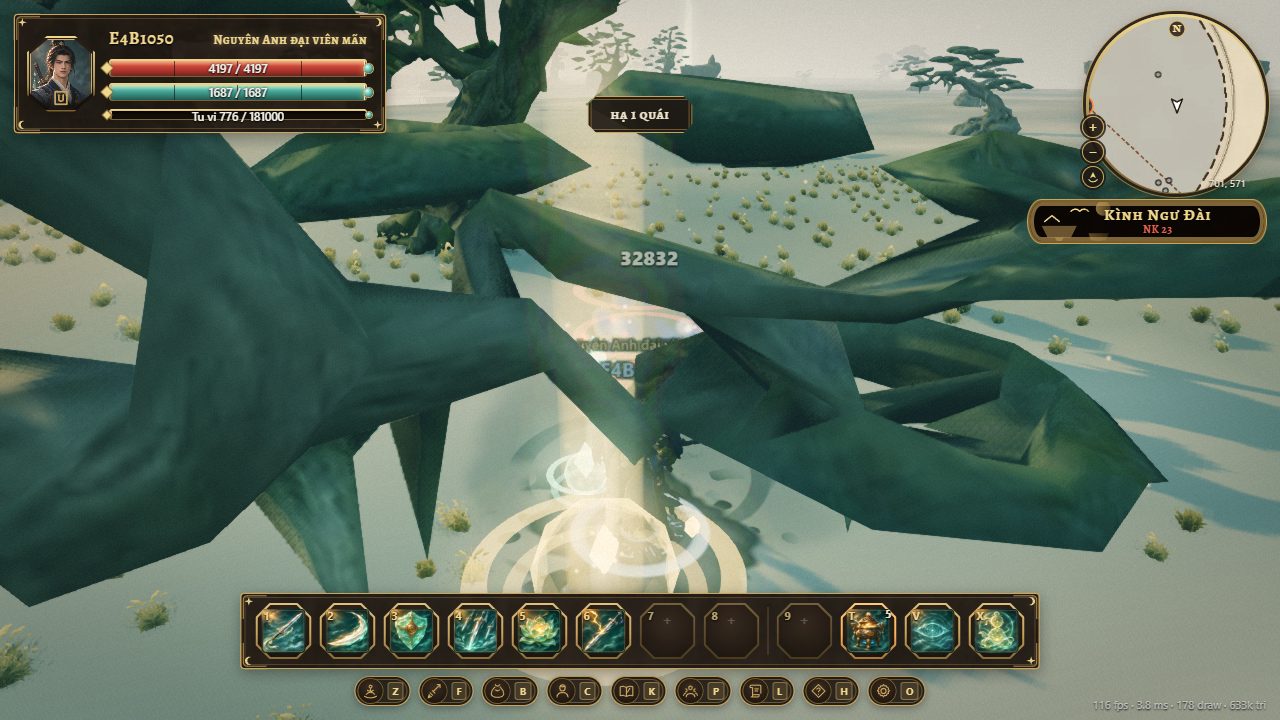 E4B1050
Nguyên Anh đại viên mãn
4197 / 4197
1687 / 1687
Tu vi 776 / 181000
U
HẠ 1 QUÁI
N
+
−
571
Kình Ngư Đài
NK 23
32832
E4B
1
2
3
4
5
6
7
8
9
5
V
X
Z
F
B
C
K
P
L
H
O
116 fps · 3.8 ms · 178 draw · 633k tri